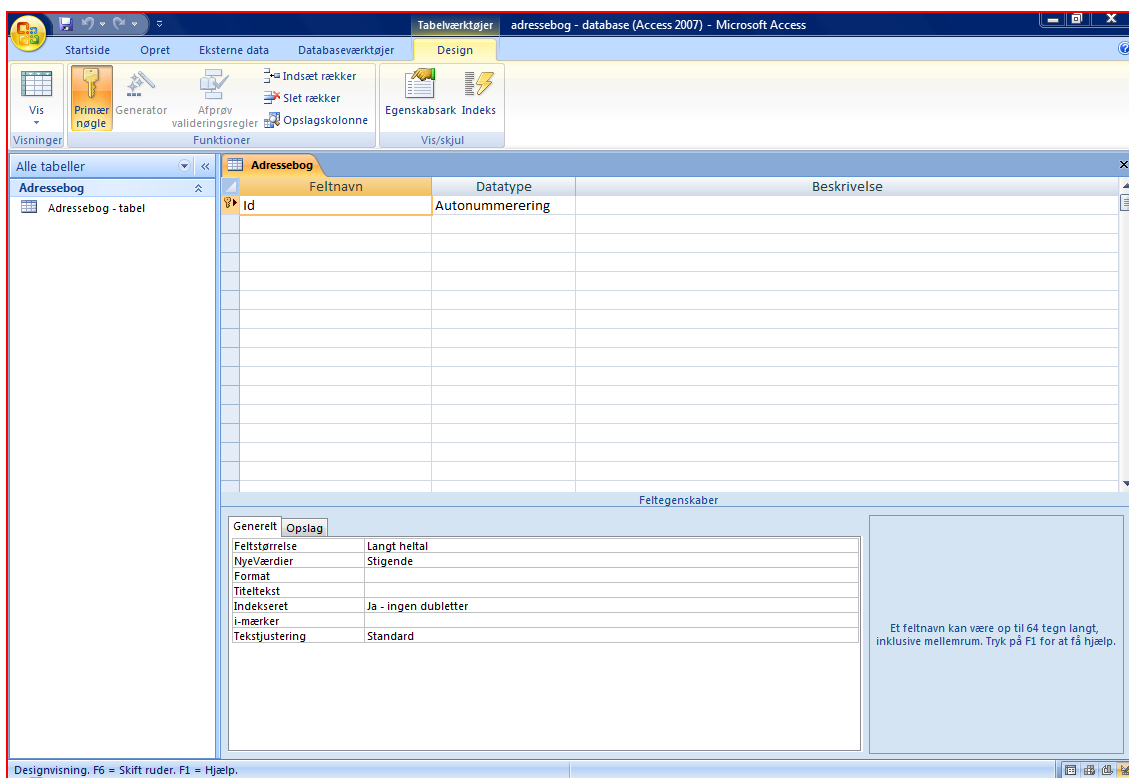 Tabelværktøjer adressebog - database (Access 2007) - Microsoft Access
Startside Opret Eksterne data Databaseværktøjer Design
Vis
Primær nøgle
Generator
Afprøv valideringsregler
Indsæt rækker
Slet rækker
Opslagskolonne
Egenskabsark Indeks
Visninger Funktioner Vis/skjul
Alle tabeller
Adressebog
Adressebog - tabel
Adressebog
Feltnavn Datatype Beskrivelse
Id Autonummerering
Feltegenskaber
Generelt Opslag
Feltstørrelse Langt heltal
NyeVærdier Stigende
Format
Titeltekst
Indekseret Ja - ingen dubletter
i-mærker
Tekstjustering Standard
Et feltnavn kan være op til 64 tegn langt,
inklusive mellemrum. Tryk på F1 for at få hjælp.
Designvisning. F6 = Skift ruder. F1 = Hjælp.